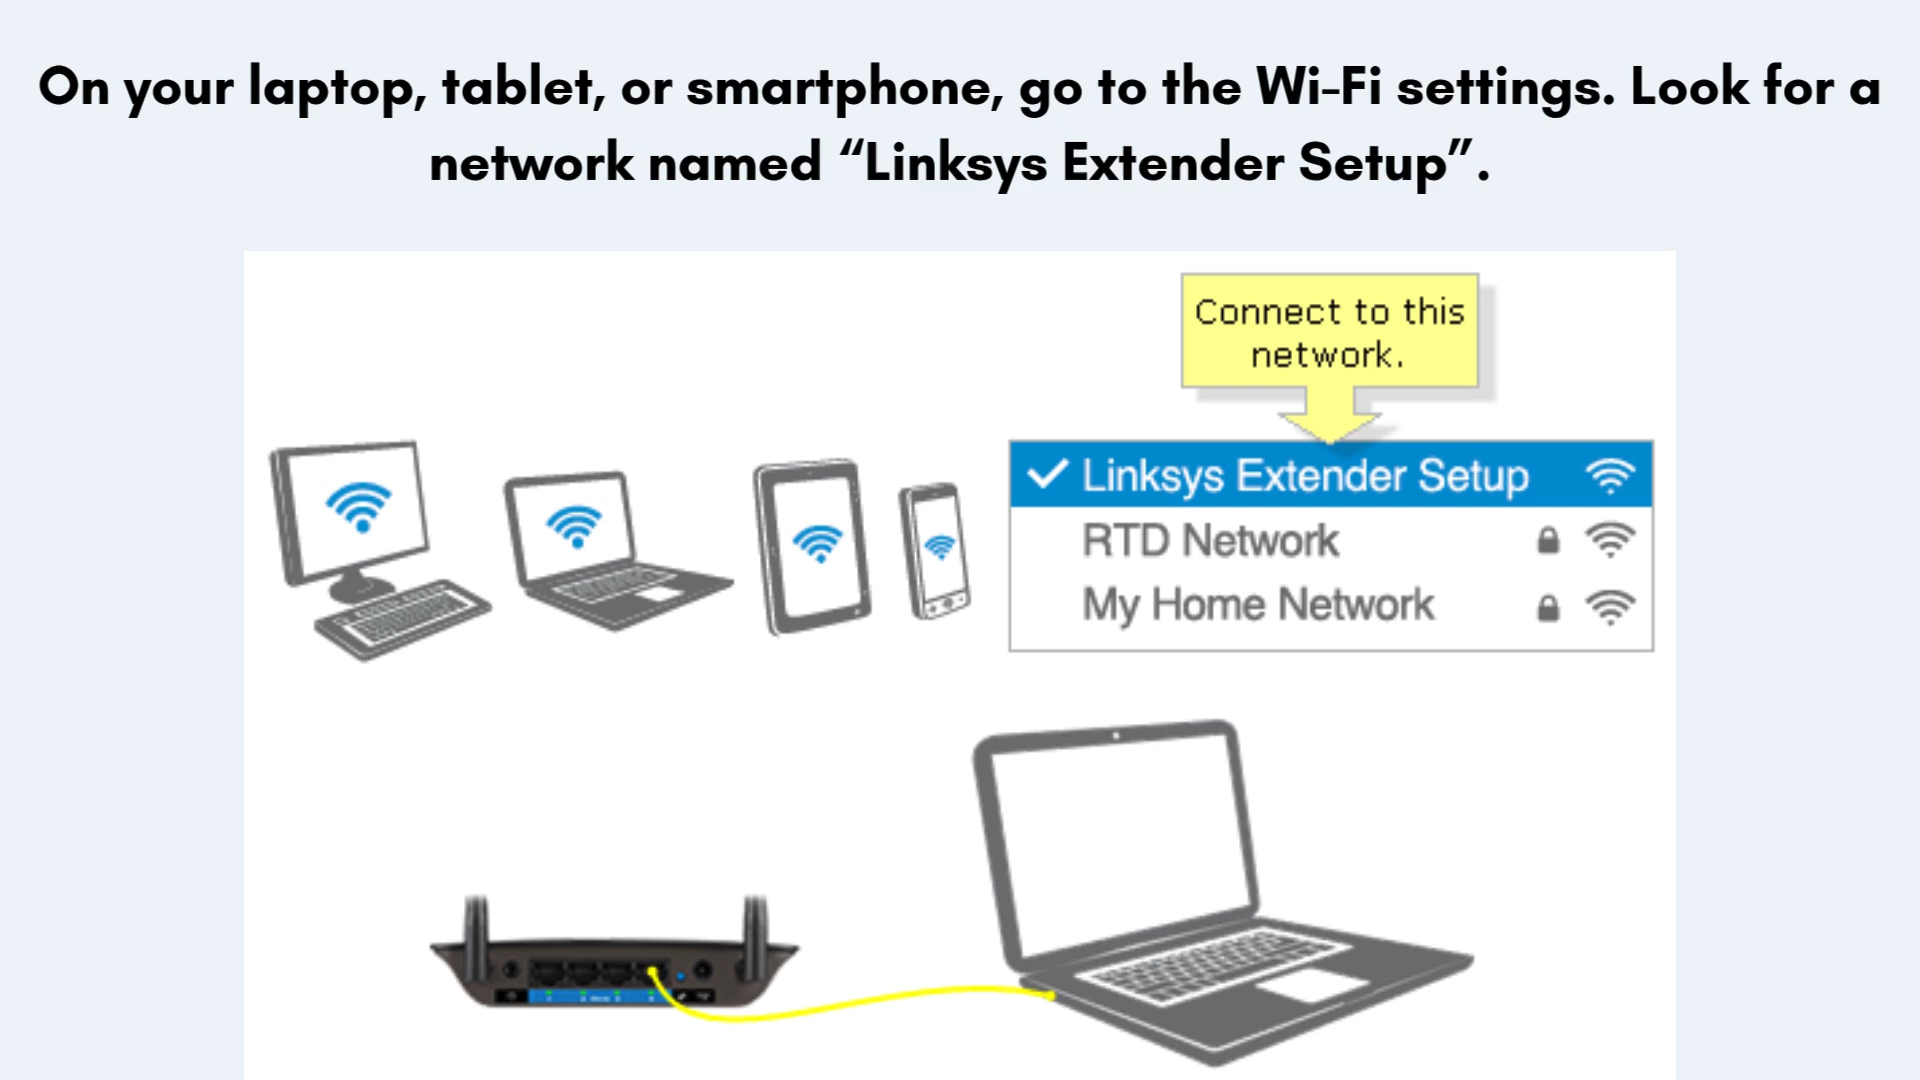 On your laptop, tablet, or smartphone, go to the Wi-Fi settings. Look for a
network named “Linksys Extender Setup”.
Connect to this
network.
Linksys Extender Setup
RTD Network
My Home Network